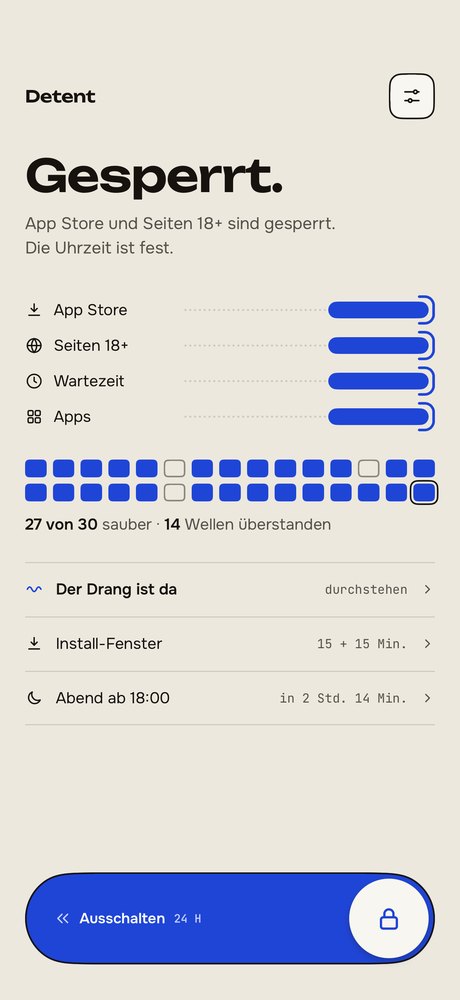 Detent
Gesperrt.
App Store und Seiten 18+ sind gesperrt.
Die Uhrzeit ist fest.
App Store
Seiten 18+
Wartezeit
Apps
27 von 30 sauber · 14 Wellen überstanden
Der Drang ist da durchstehen
Install-Fenster 15 + 15 Min.
Abend ab 18:00 in 2 Std. 14 Min.
Ausschalten 24 H